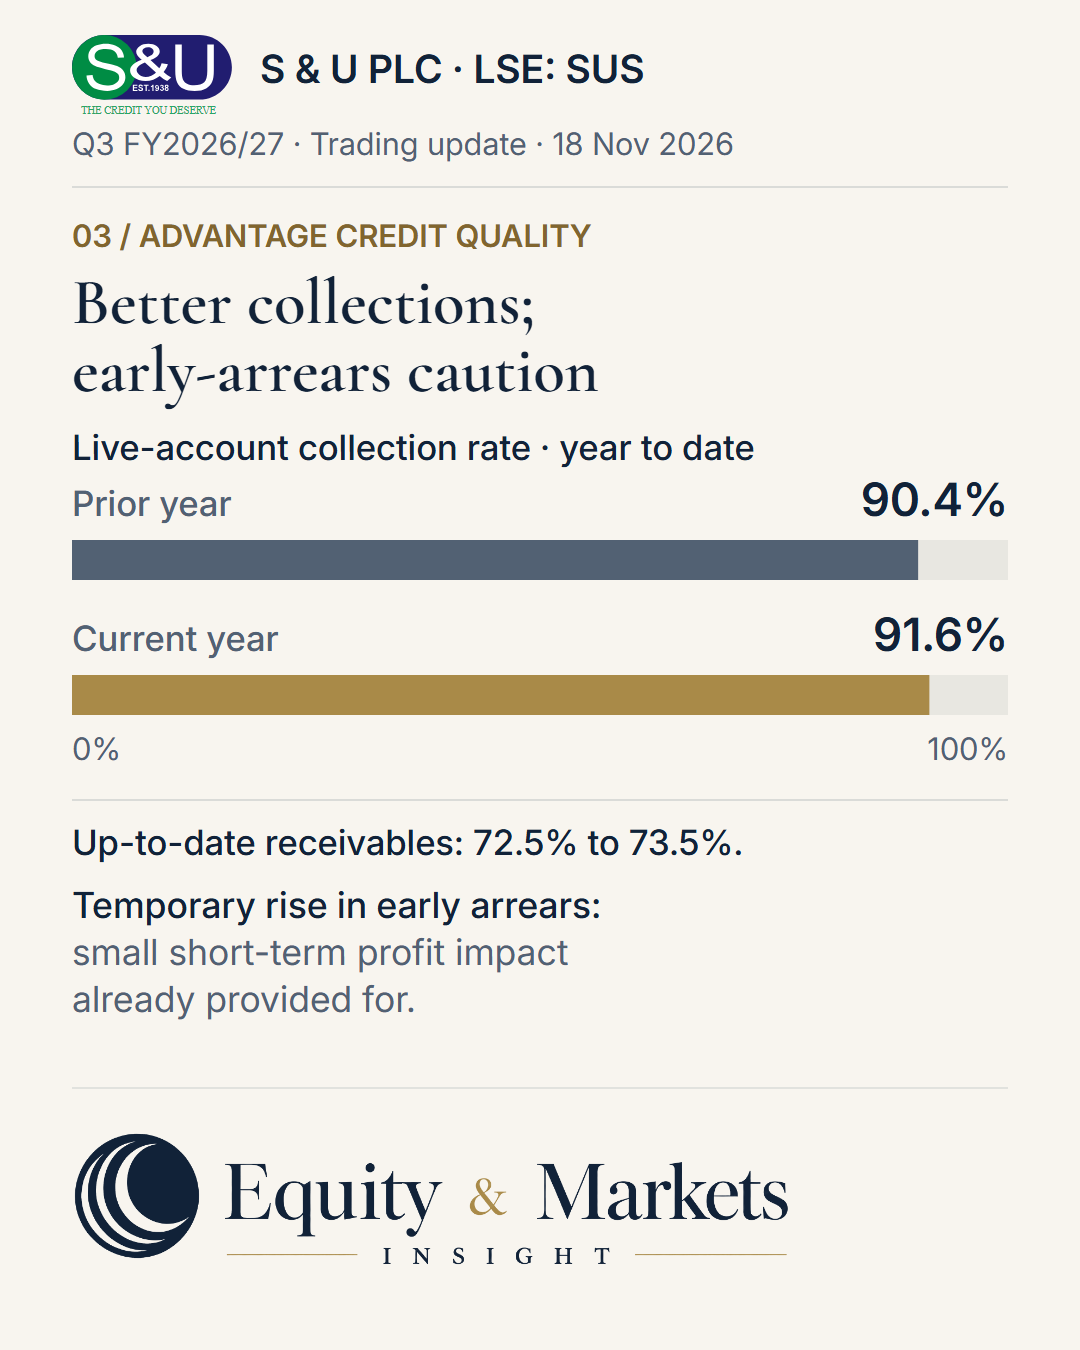 S&U
EST.1938
THE CREDIT YOU DESERVE
S & U PLC · LSE: SUS
Q3 FY2026/27 · Trading update · 18 Nov 2026
03 / ADVANTAGE CREDIT QUALITY
Better collections;
early-arrears caution
Live-account collection rate · year to date
Prior year 90.4%
Current year 91.6%
0% 100%
Up-to-date receivables: 72.5% to 73.5%.
Temporary rise in early arrears:
small short-term profit impact
already provided for.
Equity & Markets
INSIGHT